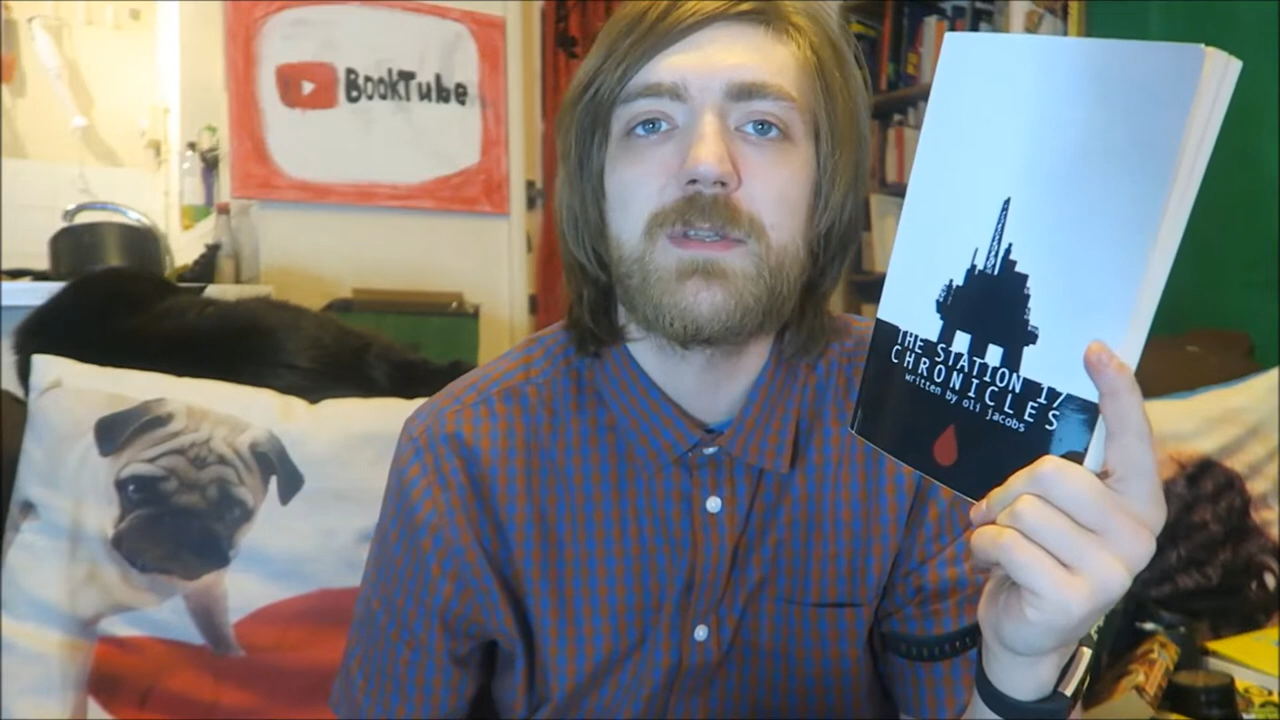 BookTube
THE STATION 17
CHRONICLES
written by oli jacobs